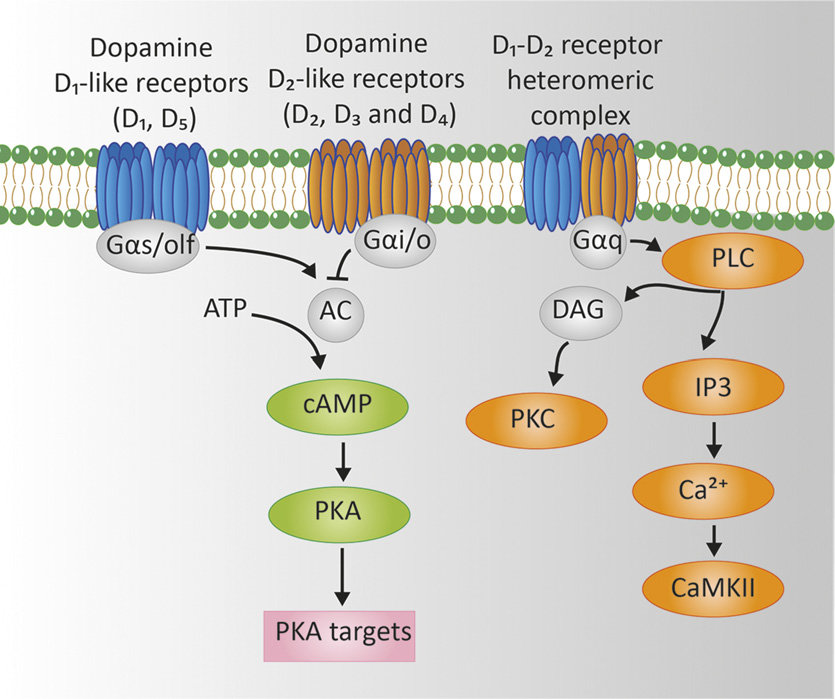 Dopamine
D₁-like receptors
(D₁, D₅)
Dopamine
D₂-like receptors
(D₂, D₃ and D₄)
D₁-D₂ receptor
heteromeric
complex
Gαs/olf
Gαi/o
Gαq
PLC
ATP
AC
DAG
cAMP
PKC
IP3
PKA
Ca²⁺
PKA targets
CaMKII